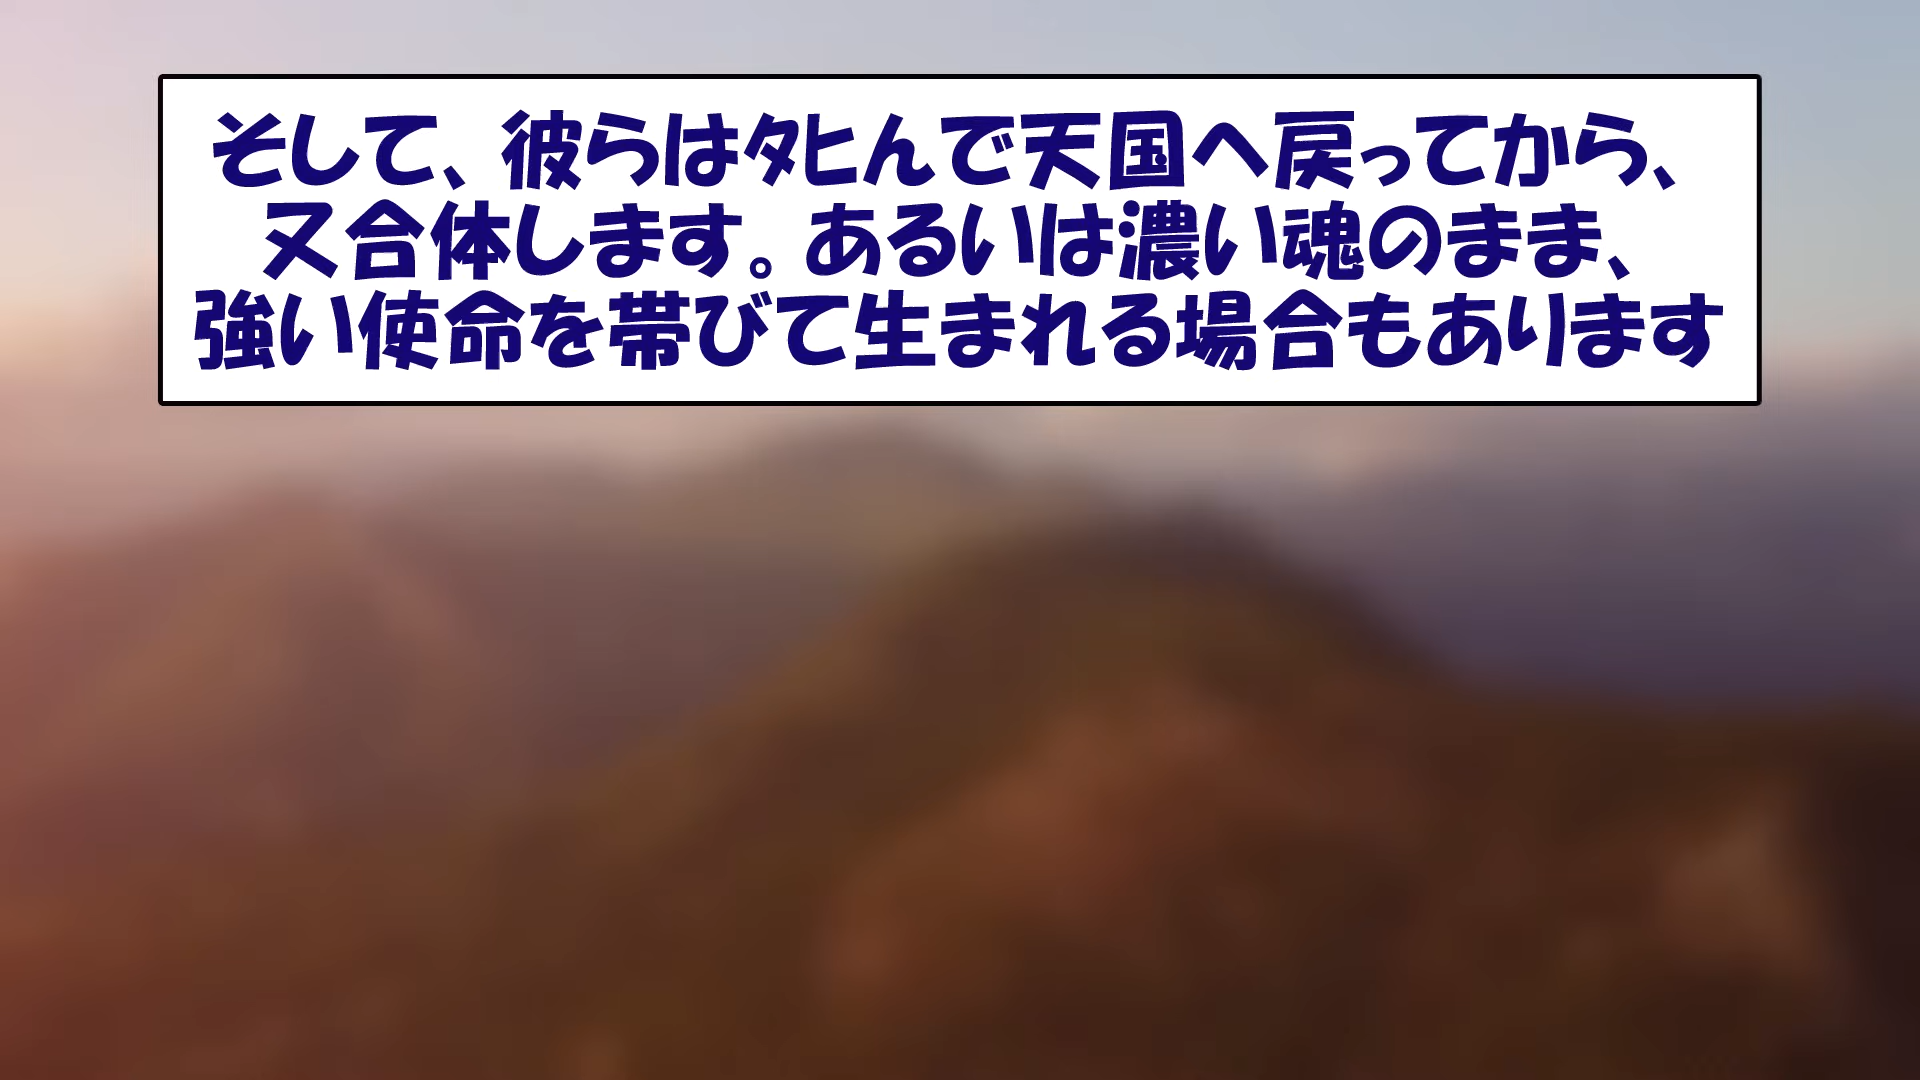 そして、彼らはﾀヒんで天国へ戻ってから、
又合体します。あるいは濃い魂のまま、
強い使命を帯びて生まれる場合もあります